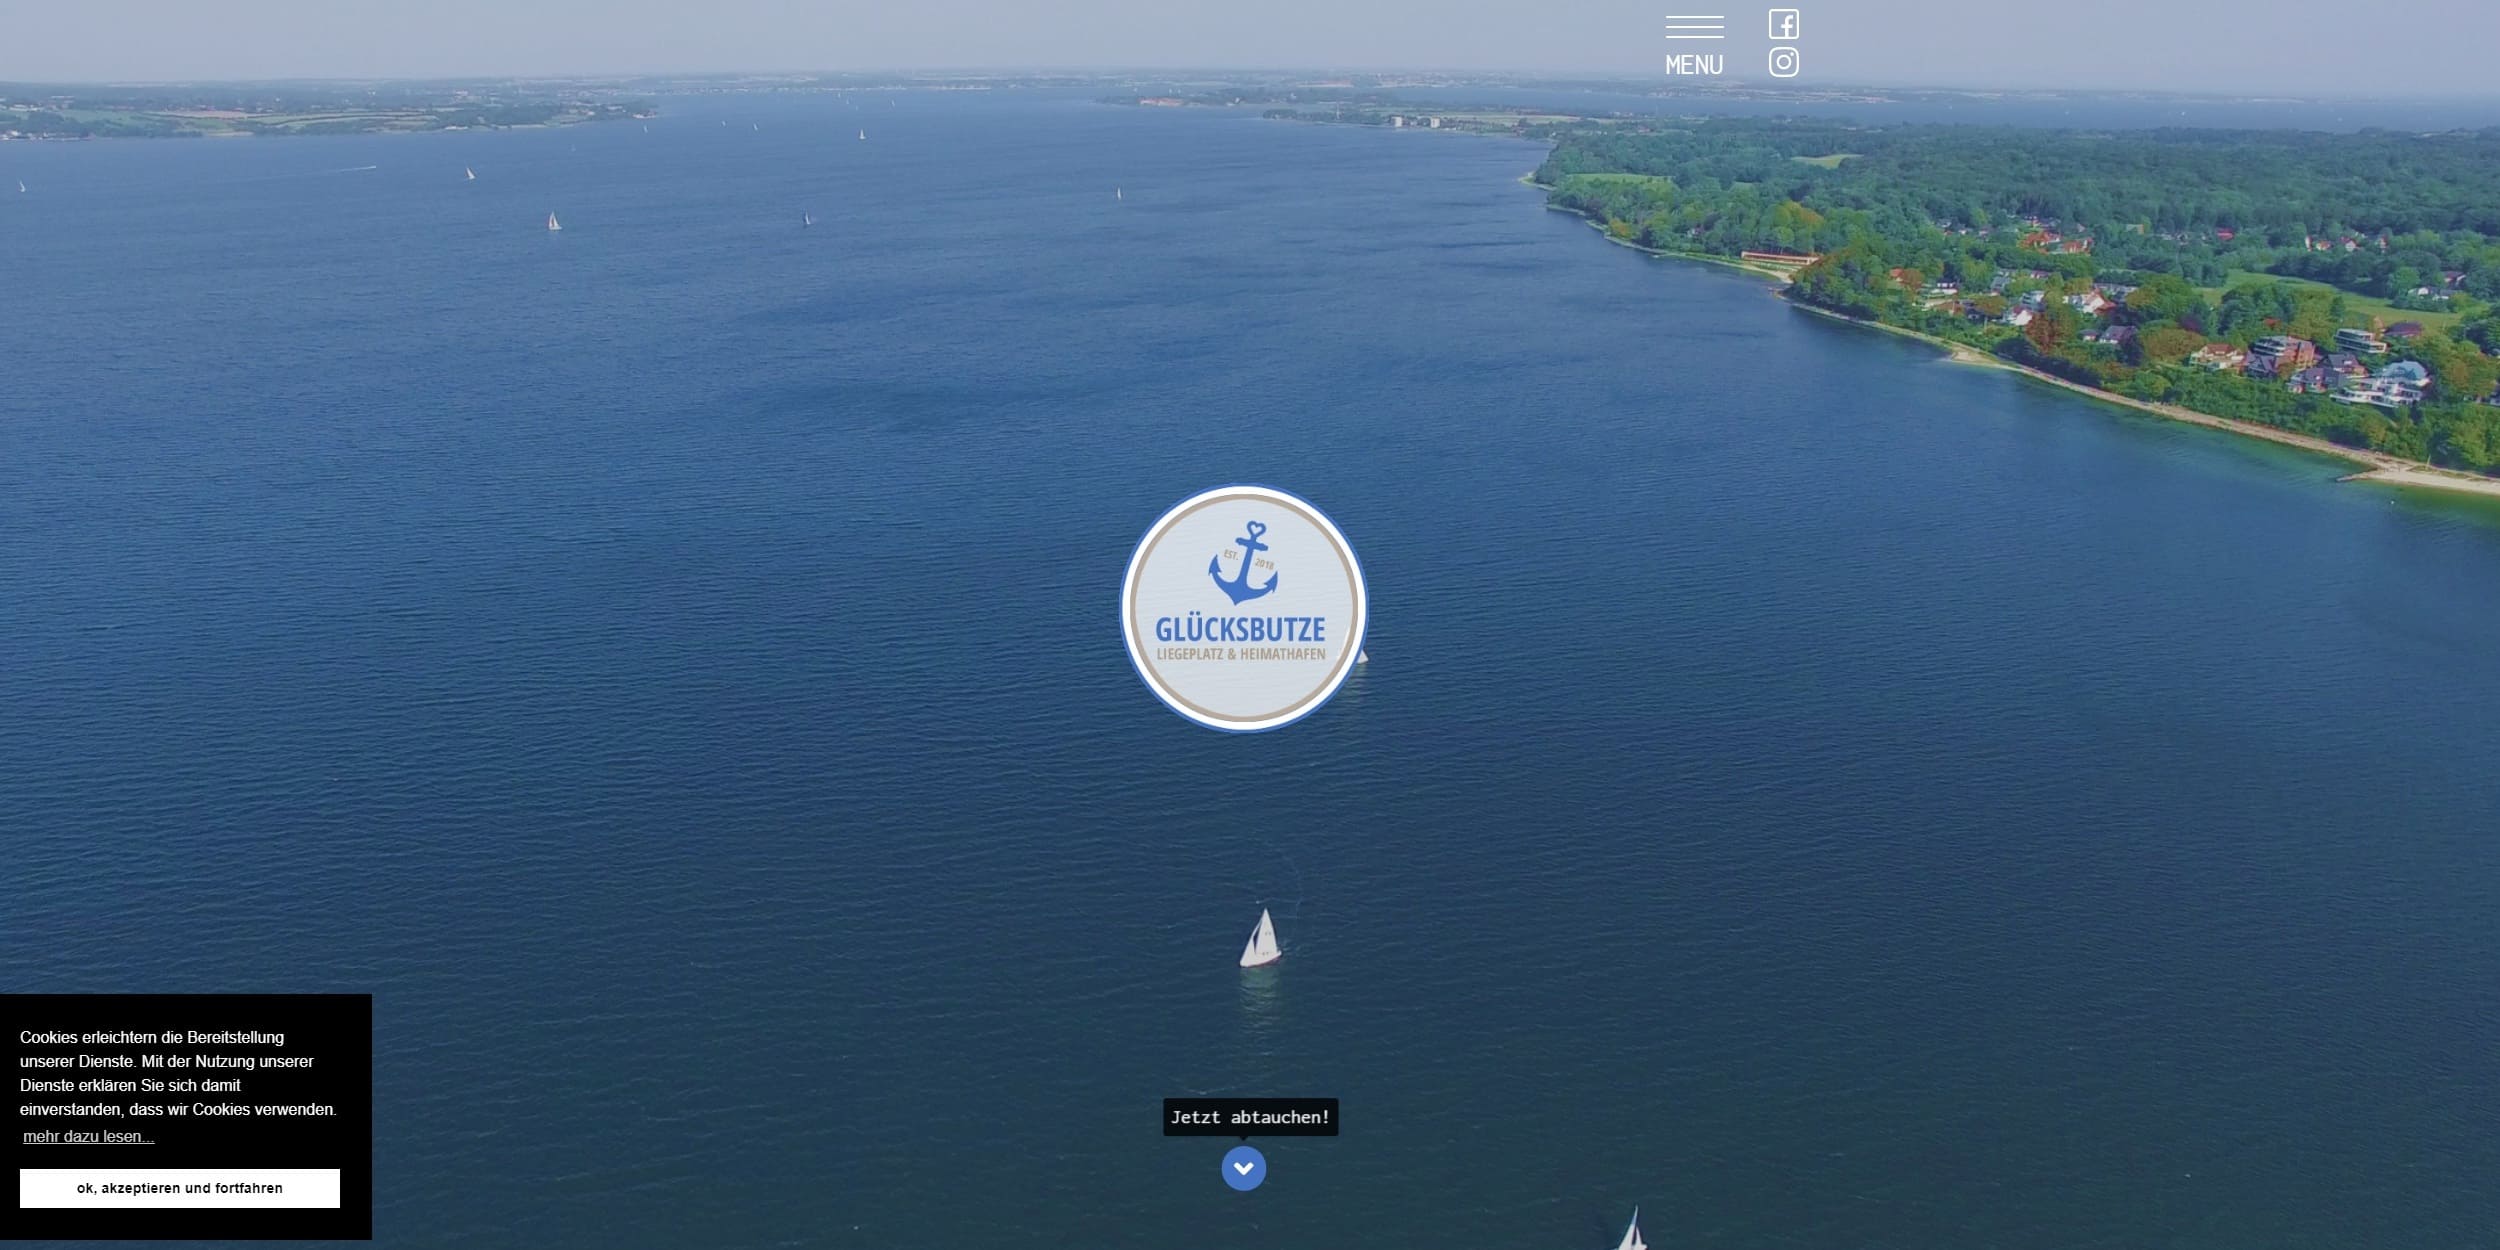 MENU
EST. 2018
GLÜCKSBUTZE
LIEGEPLATZ & HEIMATHAFEN
Jetzt abtauchen!
Cookies erleichtern die Bereitstellung
unserer Dienste. Mit der Nutzung unserer
Dienste erklären Sie sich damit
einverstanden, dass wir Cookies verwenden.
mehr dazu lesen...
ok, akzeptieren und fortfahren